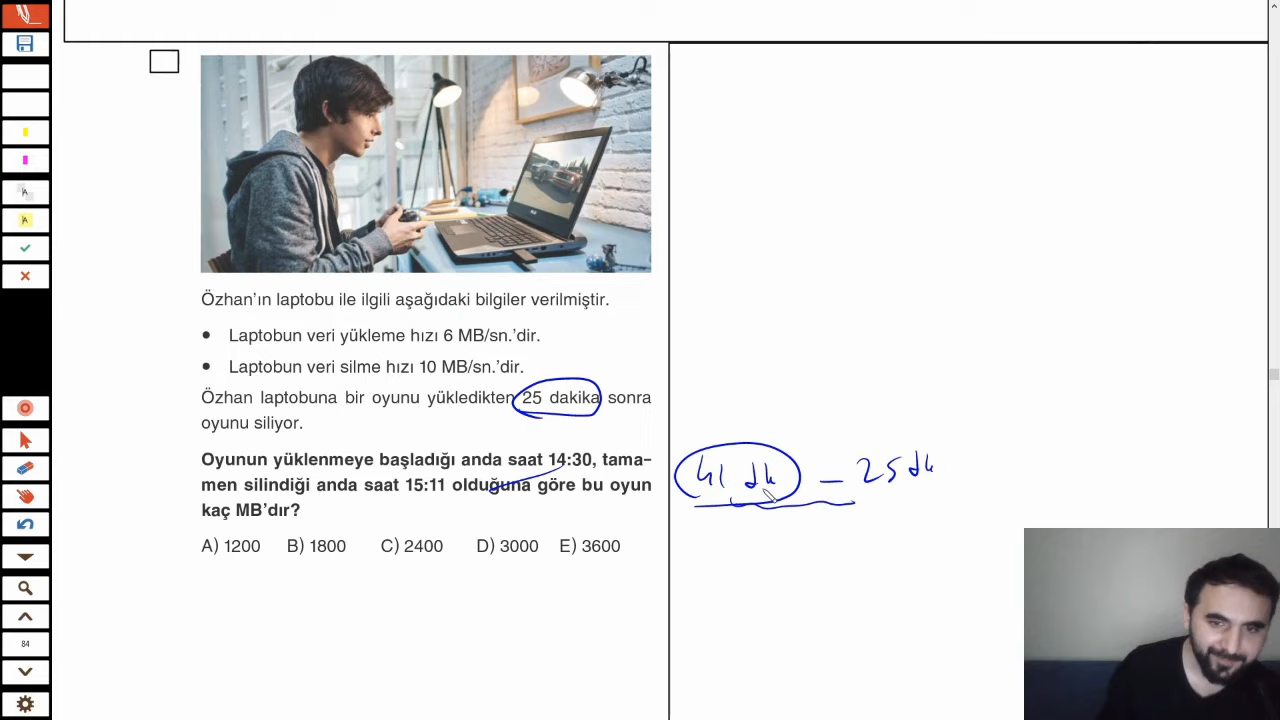 Özhan'ın laptobu ile ilgili aşağıdaki bilgiler verilmiştir.
• Laptobun veri yükleme hızı 6 MB/sn.'dir.
• Laptobun veri silme hızı 10 MB/sn.'dir.
Özhan laptobuna bir oyunu yükledikten 25 dakika sonra
oyunu siliyor.
Oyunun yüklenmeye başladığı anda saat 14:30, tama-
men silindiği anda saat 15:11 olduğuna göre bu oyun
kaç MB'dır?
A) 1200 B) 1800 C) 2400 D) 3000 E) 3600
41 dk - 25 dk
A
A
84